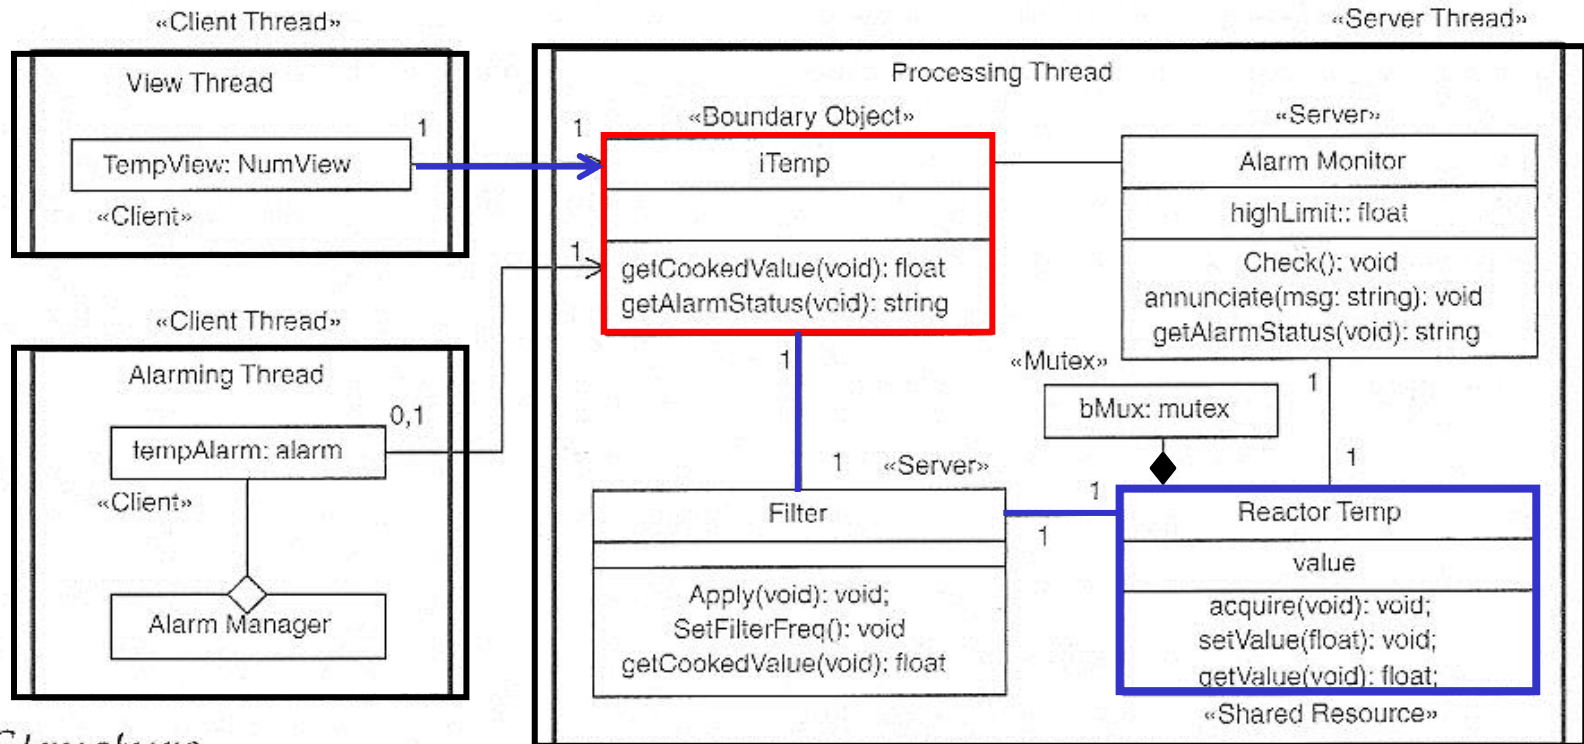 «Client Thread»
View Thread
1
TempView: NumView
«Client»
«Client Thread»
Alarming Thread
0,1
tempAlarm: alarm
«Client»
Alarm Manager
«Server Thread»
Processing Thread
«Boundary Object»
1
iTemp
1
getCookedValue(void): float
getAlarmStatus(void): string
«Server»
Alarm Monitor
highLimit:: float
Check(): void
annunciate(msg: string): void
getAlarmStatus(void): string
1
«Mutex»
bMux: mutex
1
1
1
«Server»
Filter
Apply(void): void;
SetFilterFreq(): void
getCookedValue(void): float
1
1
Reactor Temp
value
acquire(void): void;
setValue(float): void;
getValue(void): float;
«Shared Resource»